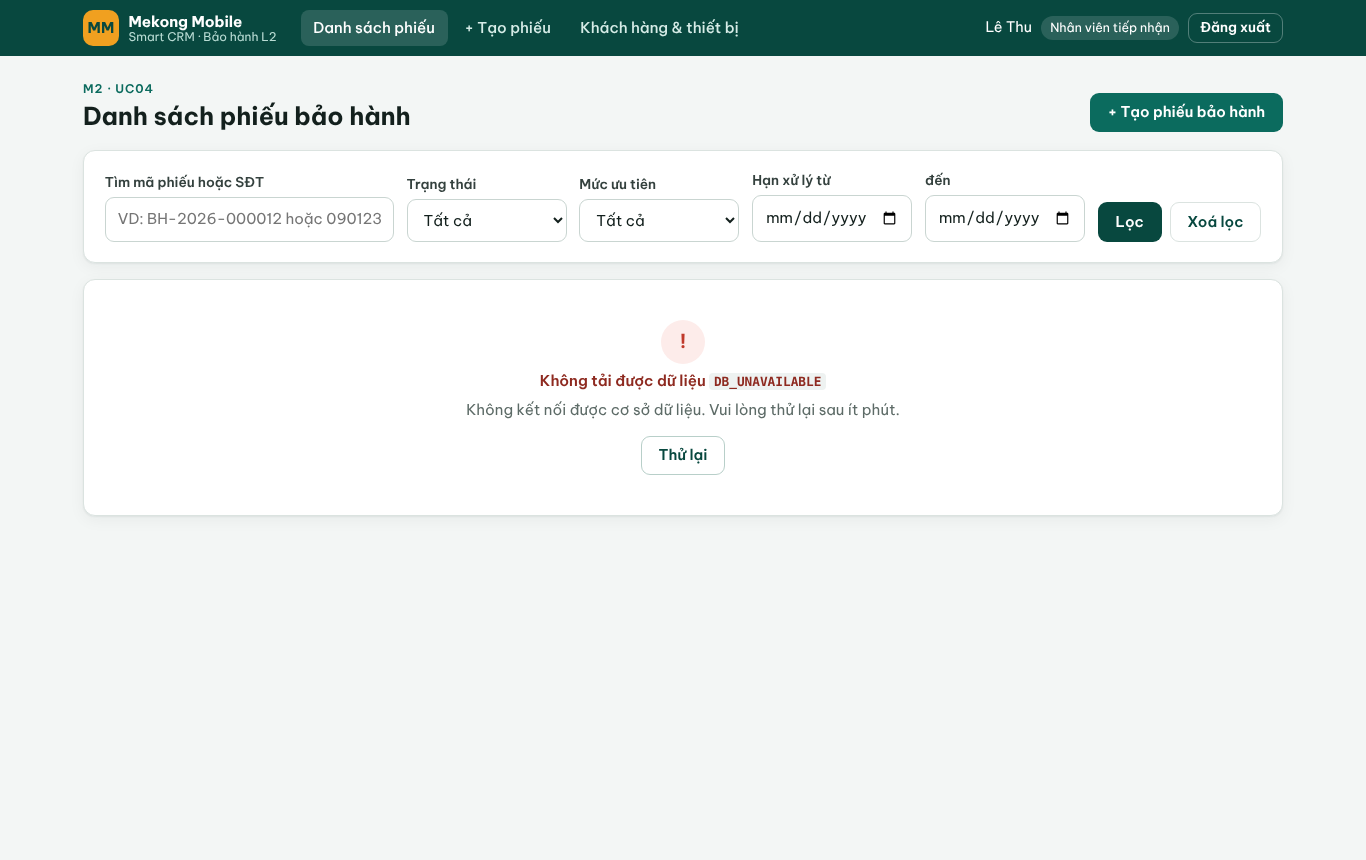 MM
Mekong Mobile
Smart CRM · Bảo hành L2
Danh sách phiếu
+ Tạo phiếu
Khách hàng & thiết bị
Lê Thu
Nhân viên tiếp nhận
Đăng xuất
M2 · UC04
Danh sách phiếu bảo hành
+ Tạo phiếu bảo hành
Tìm mã phiếu hoặc SĐT
VD: BH-2026-000012 hoặc 090123
Trạng thái
Tất cả
Mức ưu tiên
Tất cả
Hạn xử lý từ
mm/dd/yyyy
đến
mm/dd/yyyy
Lọc
Xoá lọc
!
Không tải được dữ liệu DB_UNAVAILABLE
Không kết nối được cơ sở dữ liệu. Vui lòng thử lại sau ít phút.
Thử lại